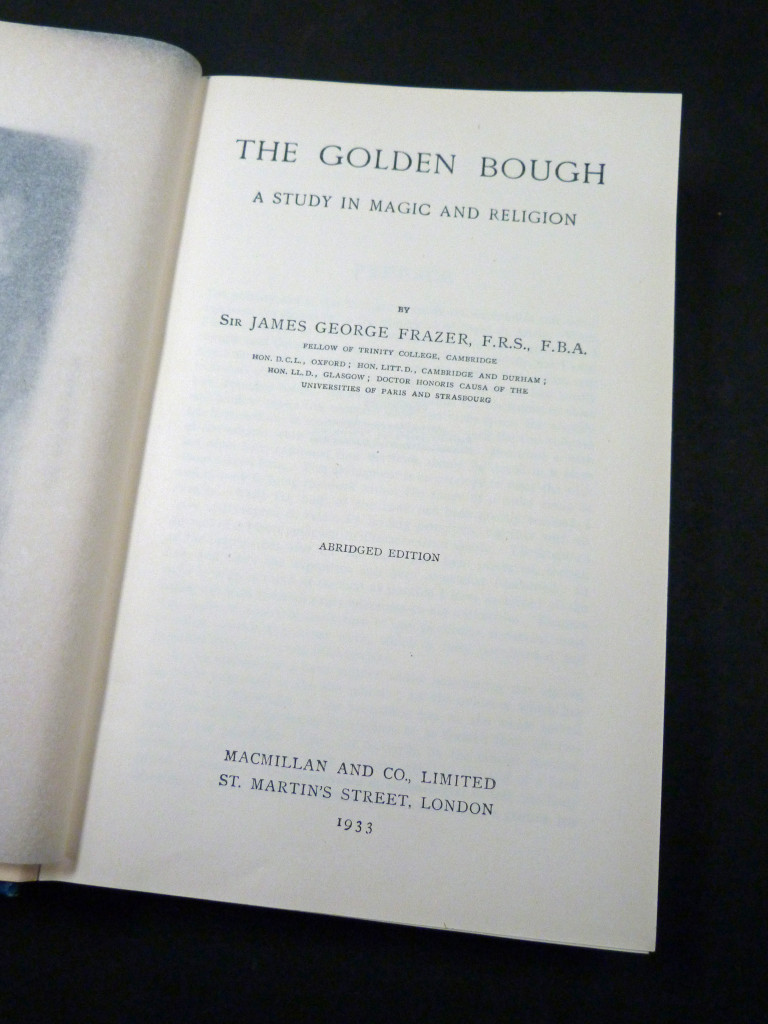 THE GOLDEN BOUGH
A STUDY IN MAGIC AND RELIGION
BY
SIR JAMES GEORGE FRAZER, F.R.S., F.B.A.
FELLOW OF TRINITY COLLEGE, CAMBRIDGE
HON. D.C.L., OXFORD; HON. LITT.D., CAMBRIDGE AND DURHAM;
HON. LL.D., GLASGOW; DOCTOR HONORIS CAUSA OF THE
UNIVERSITIES OF PARIS AND STRASBOURG
ABRIDGED EDITION
MACMILLAN AND CO., LIMITED
ST. MARTIN'S STREET, LONDON
1933